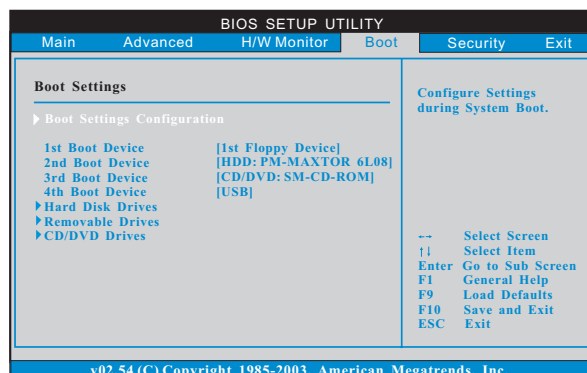 BIOS SETUP UTILITY
Main Advanced H/W Monitor Boot Security Exit
Boot Settings
Boot Settings Configuration
1st Boot Device [1st Floppy Device]
2nd Boot Device [HDD: PM-MAXTOR 6L08]
3rd Boot Device [CD/DVD: SM-CD-ROM]
4th Boot Device [USB]
Hard Disk Drives
Removable Drives
CD/DVD Drives
Configure Settings
during System Boot.
←→ Select Screen
↑↓ Select Item
Enter Go to Sub Screen
F1 General Help
F9 Load Defaults
F10 Save and Exit
ESC Exit
v02.54 (C) Copyright 1985-2003, American Megatrends, Inc.